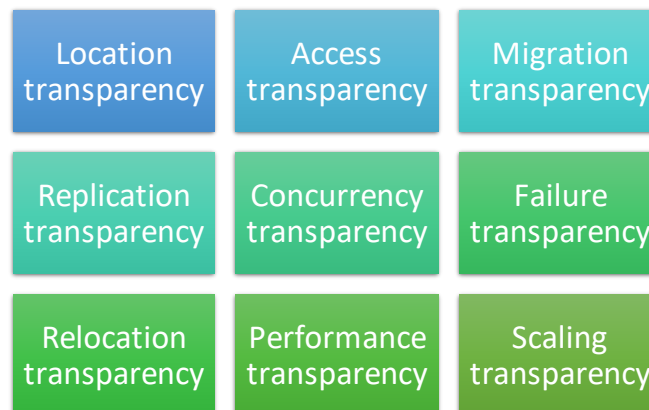 Location
transparency
Access
transparency
Migration
transparency
Replication
transparency
Concurrency
transparency
Failure
transparency
Relocation
transparency
Performance
transparency
Scaling
transparency